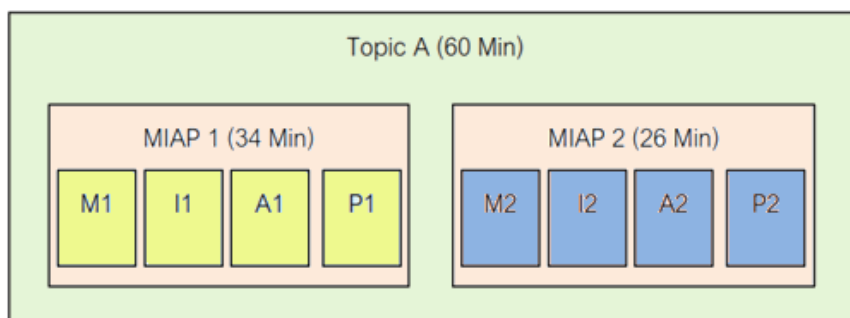 Topic A (60 Min)
MIAP 1 (34 Min)
M1 I1 A1 P1
MIAP 2 (26 Min)
M2 I2 A2 P2